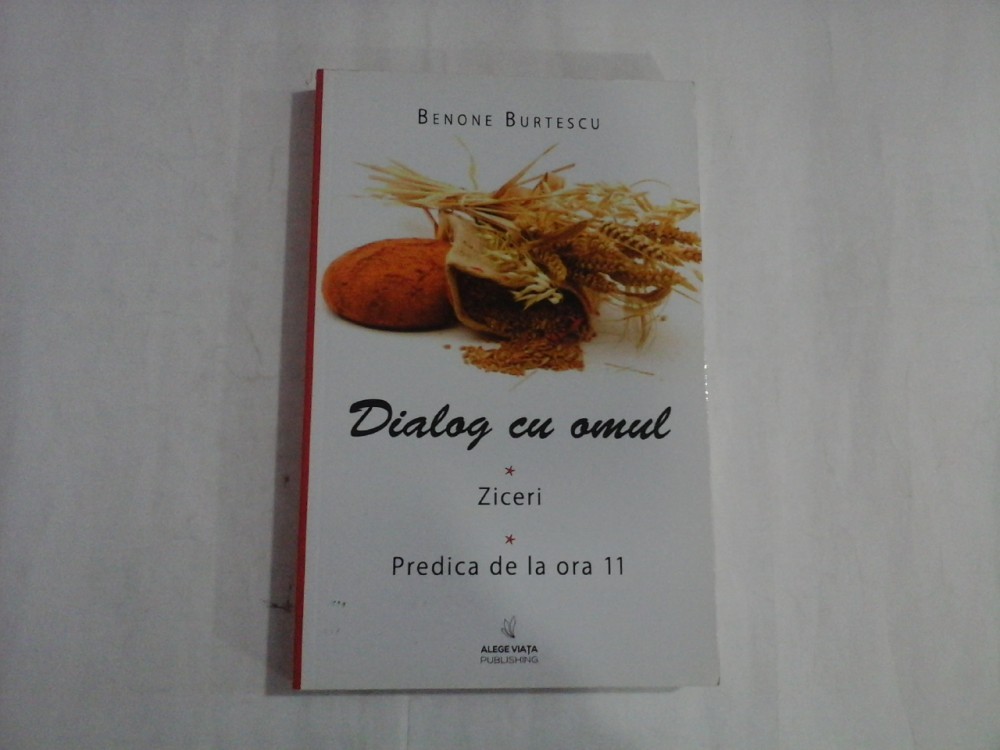 BENONE BURTESCU
Dialog cu omul
*
Ziceri
*
Predica de la ora 11
ALEGE VIAȚA
PUBLISHING